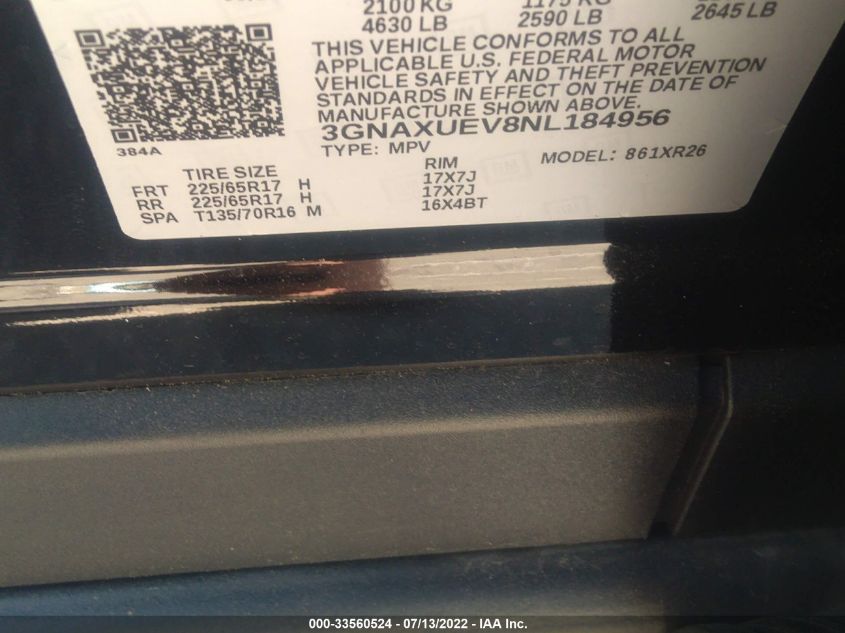 2100 KG
4630 LB 2590 LB 2645 LB
THIS VEHICLE CONFORMS TO ALL
APPLICABLE U.S. FEDERAL MOTOR
VEHICLE SAFETY AND THEFT PREVENTION
STANDARDS IN EFFECT ON THE DATE OF
MANUFACTURE SHOWN ABOVE.
3GNAXUEV8NL184956
384A
TYPE: MPV MODEL: 861XR26
TIRE SIZE RIM
FRT 225/65R17 H 17X7J
RR 225/65R17 H 17X7J
SPA T135/70R16 M 16X4BT
000-33560524 - 07/13/2022 - IAA Inc.